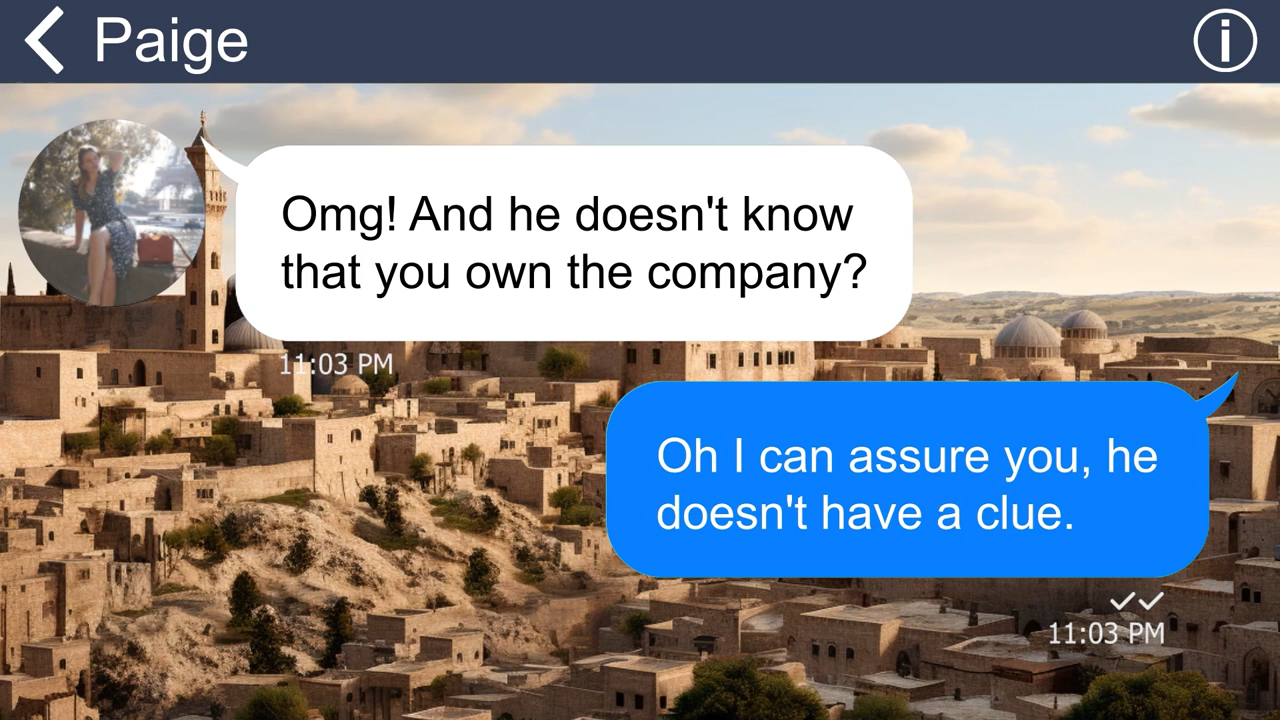 Paige
Omg! And he doesn't know
that you own the company?
11:03 PM
Oh I can assure you, he
doesn't have a clue.
11:03 PM